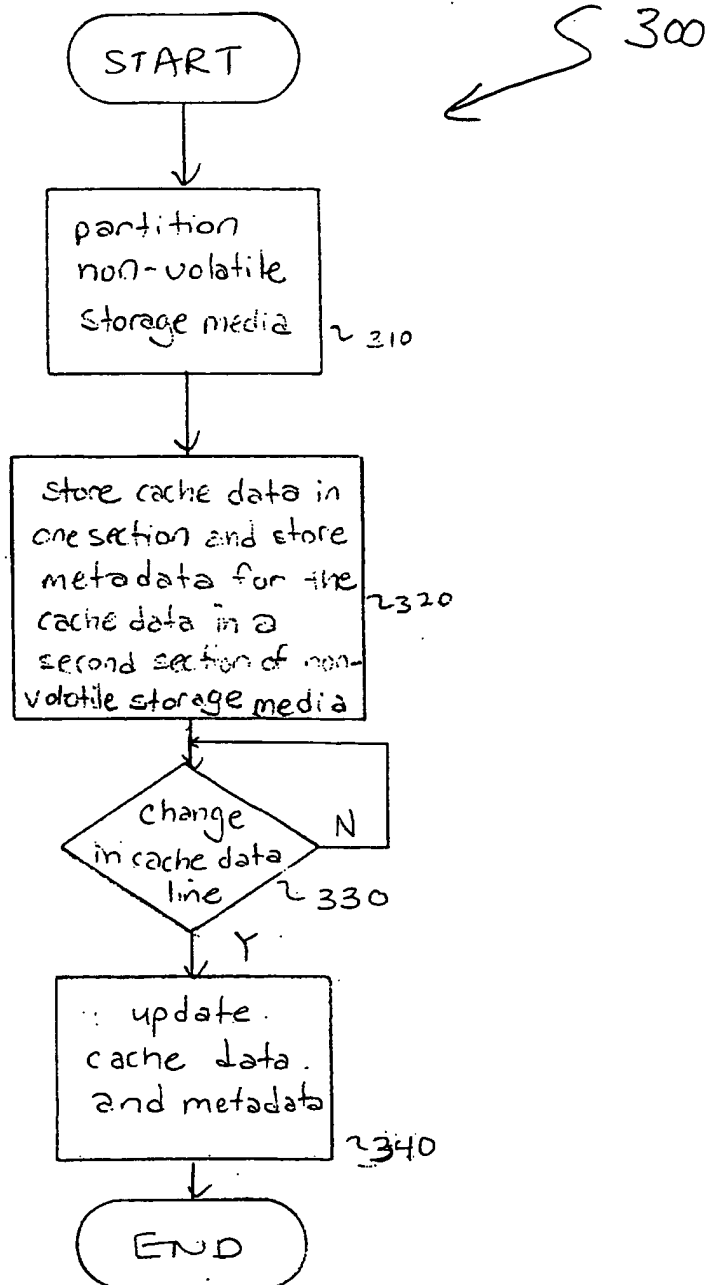 300
START
partition
non-volatile
storage media
310
store cache data in
one section and store
metadata for the
cache data in a
second section of non-
volatile storage media
320
change
in cache data
line
N
330
Y
update
cache data
and metadata
340
END